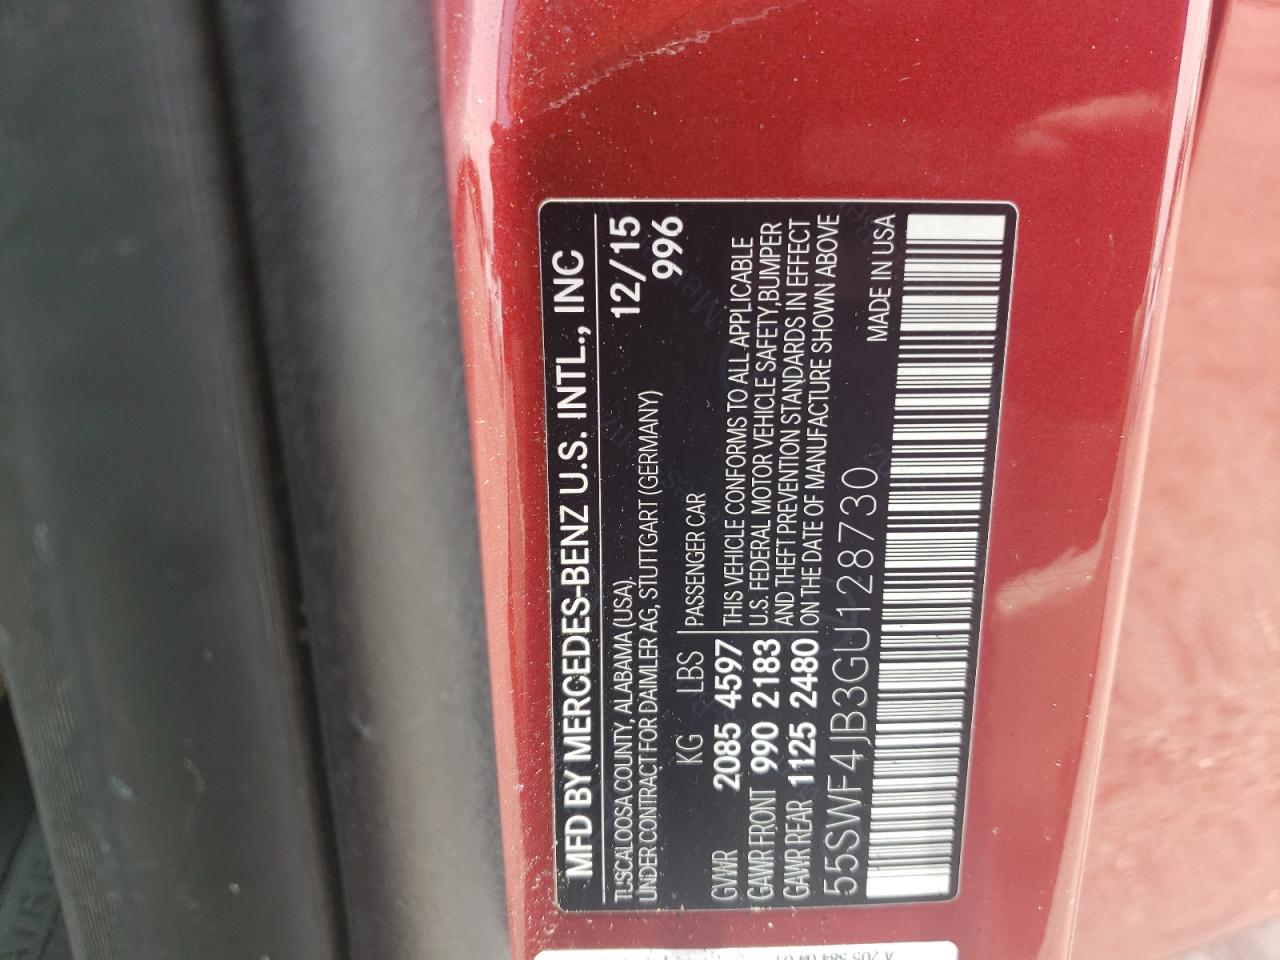 MFD BY MERCEDES-BENZ U.S. INTL., INC
TUSCALOOSA COUNTY, ALABAMA (USA), 12/15
UNDER CONTRACT FOR DAIMLER AG, STUTTGART (GERMANY) 996
KG LBS PASSENGER CAR
GVWR 2085 4597 THIS VEHICLE CONFORMS TO ALL APPLICABLE
GAWR FRONT 990 2183 U.S. FEDERAL MOTOR VEHICLE SAFETY, BUMPER
GAWR REAR 1125 2480 AND THEFT PREVENTION STANDARDS IN EFFECT
ON THE DATE OF MANUFACTURE SHOWN ABOVE
55SWF4JB3GU128730 MADE IN USA